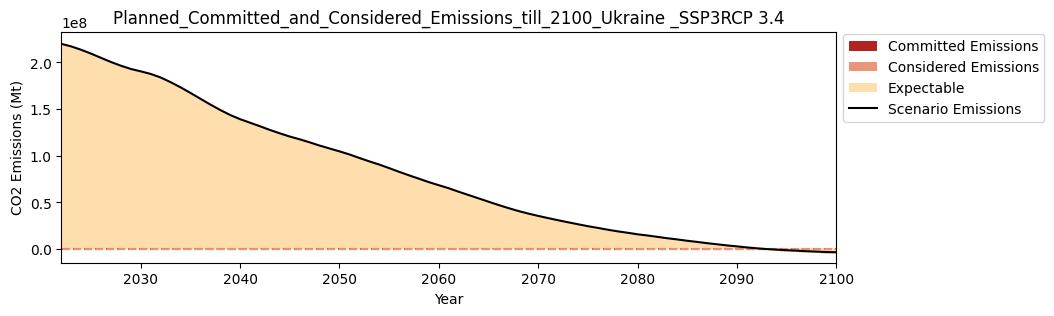 Planned_Committed_and_Considered_Emissions_till_2100_Ukraine _SSP3RCP 3.4
1e8
2.0
1.5
1.0
0.5
0.0
CO2 Emissions (Mt)
2030 2040 2050 2060 2070 2080 2090 2100
Year
Committed Emissions
Considered Emissions
Expectable
Scenario Emissions